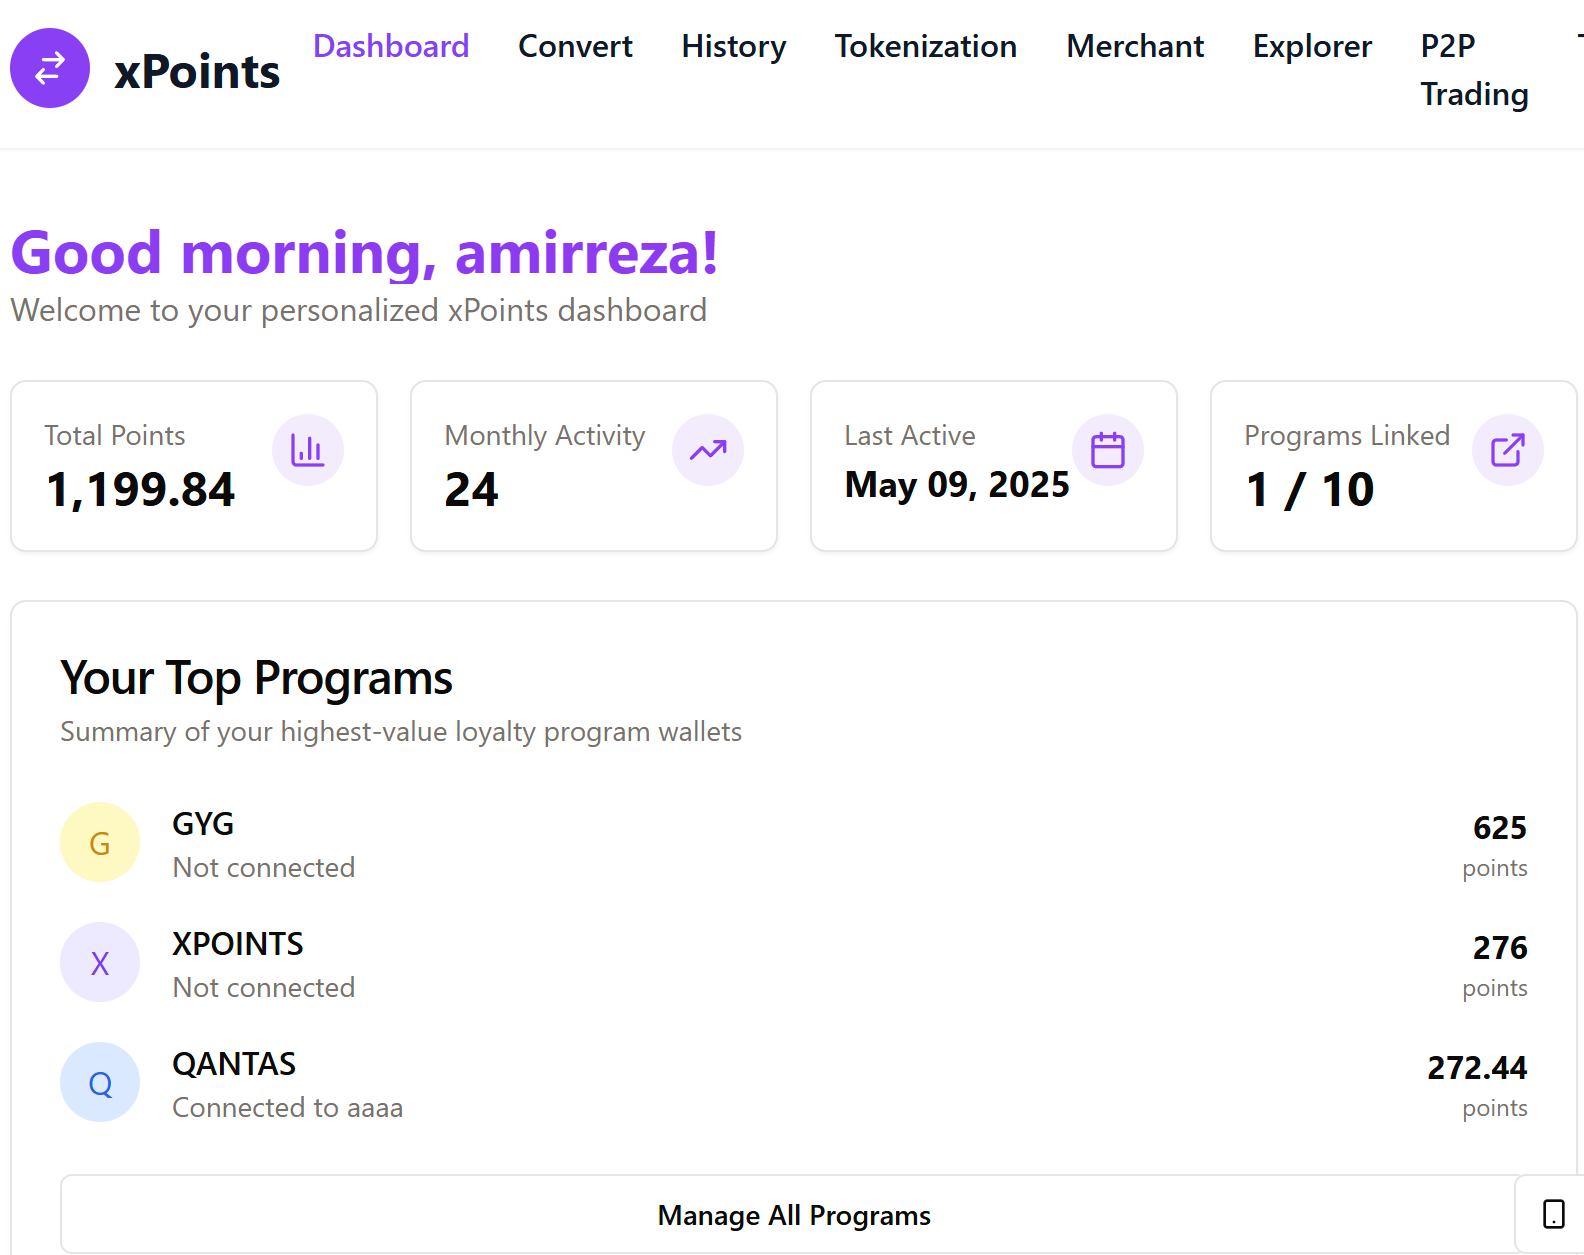 xPoints
Dashboard Convert History Tokenization Merchant Explorer P2P Trading
Good morning, amirreza!
Welcome to your personalized xPoints dashboard
Total Points
1,199.84
Monthly Activity
24
Last Active
May 09, 2025
Programs Linked
1 / 10
Your Top Programs
Summary of your highest-value loyalty program wallets
G
GYG
Not connected
625
points
X
XPOINTS
Not connected
276
points
Q
QANTAS
Connected to aaaa
272.44
points
Manage All Programs